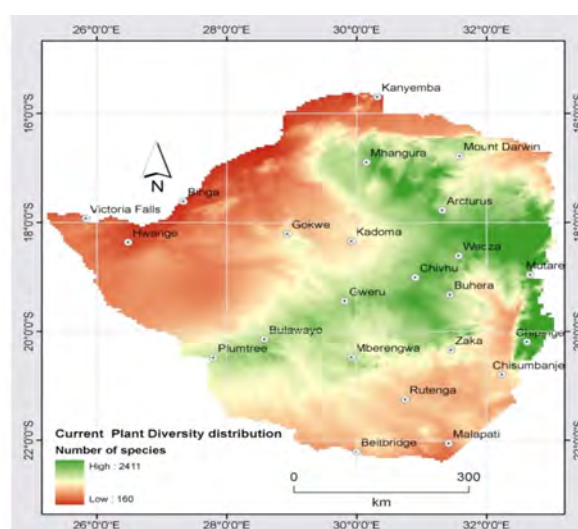 26°0'0"E 28°0'0"E 30°0'0"E 32°0'0"E
Kanyemba
16°0'0"S 16°0'0"S
Mhangura Mount Darwin
N
Binga Arcturus
Victoria Falls
18°0'0"S 18°0'0"S
Hwange Gokwe Kadoma
Wedza
Chivhu Mutare
Gweru Buhera
Bulawayo
20°0'0"S Chipinge 20°0'0"S
Plumtree Mberengwa Zaka
Chisumbanje
Rutenga
Current Plant Diversity distribution
Number of species
22°0'0"S Beitbridge Malapati 22°0'0"S
High : 2411
Low : 160
0 300
km
26°0'0"E 28°0'0"E 30°0'0"E 32°0'0"E